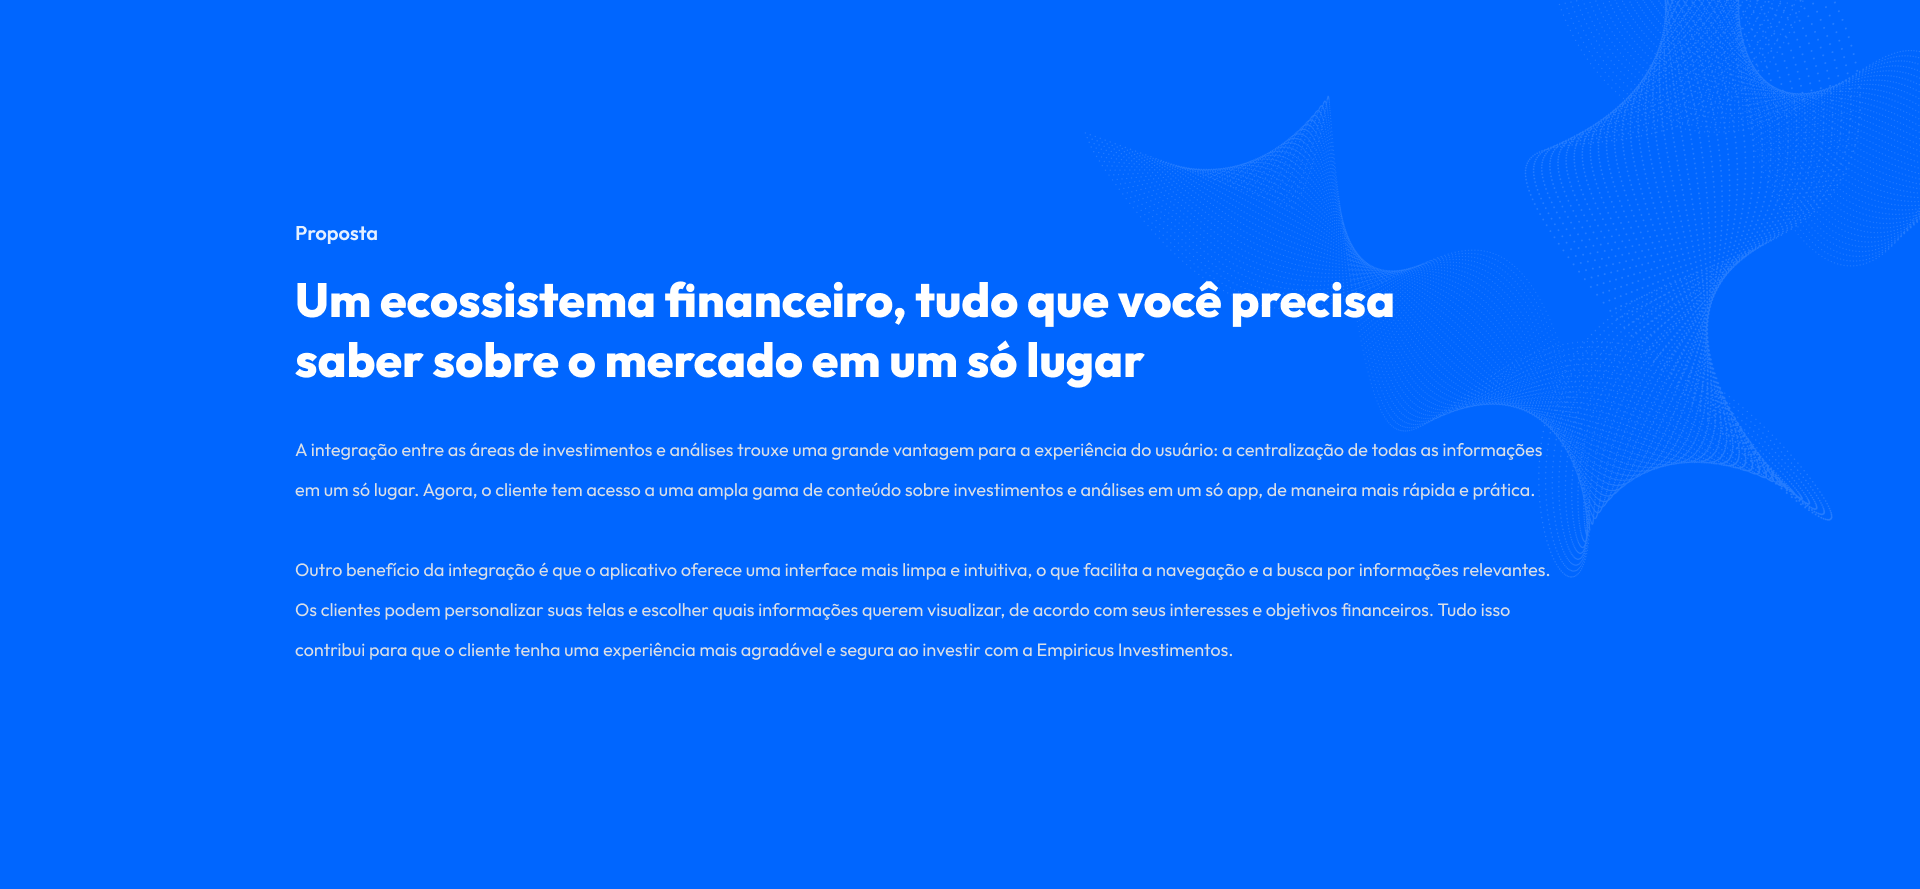 Proposta
Um ecossistema financeiro, tudo que você precisa
saber sobre o mercado em um só lugar
A integração entre as áreas de investimentos e análises trouxe uma grande vantagem para a experiência do usuário: a centralização de todas as informações
em um só lugar. Agora, o cliente tem acesso a uma ampla gama de conteúdo sobre investimentos e análises em um só app, de maneira mais rápida e prática.
Outro benefício da integração é que o aplicativo oferece uma interface mais limpa e intuitiva, o que facilita a navegação e a busca por informações relevantes.
Os clientes podem personalizar suas telas e escolher quais informações querem visualizar, de acordo com seus interesses e objetivos financeiros. Tudo isso
contribui para que o cliente tenha uma experiência mais agradável e segura ao investir com a Empiricus Investimentos.